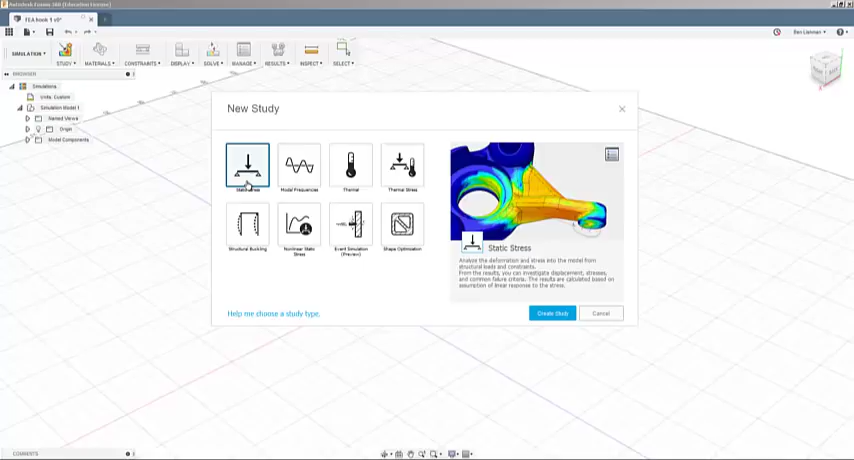 Autodesk Fusion 360 (Education License)
FEA hook 1 v0*
Ben Lianman
SIMULATION
STUDY
MATERIALS
CONSTRAINTS
DISPLAY
SOLVE
MANAGE
RESULTS
INSPECT
SELECT
BROWSER
Simulations
Units: Custom
Simulation Model 1
Named Views
Origin
Model Components
New Study
Static Stress
Modal Frequencies
Thermal
Thermal Stress
Structural Buckling
Nonlinear Static
Stress
Event Simulation
(Preview)
Shape Optimization
Static Stress
Analyze the deformation and stress into the model from
structural loads and constraints.
From the results, you can investigate displacement, stresses,
and common failure criteria. The results are calculated based on
assumption of linear response to the stress.
Help me choose a study type.
Create Study
Cancel
COMMENTS